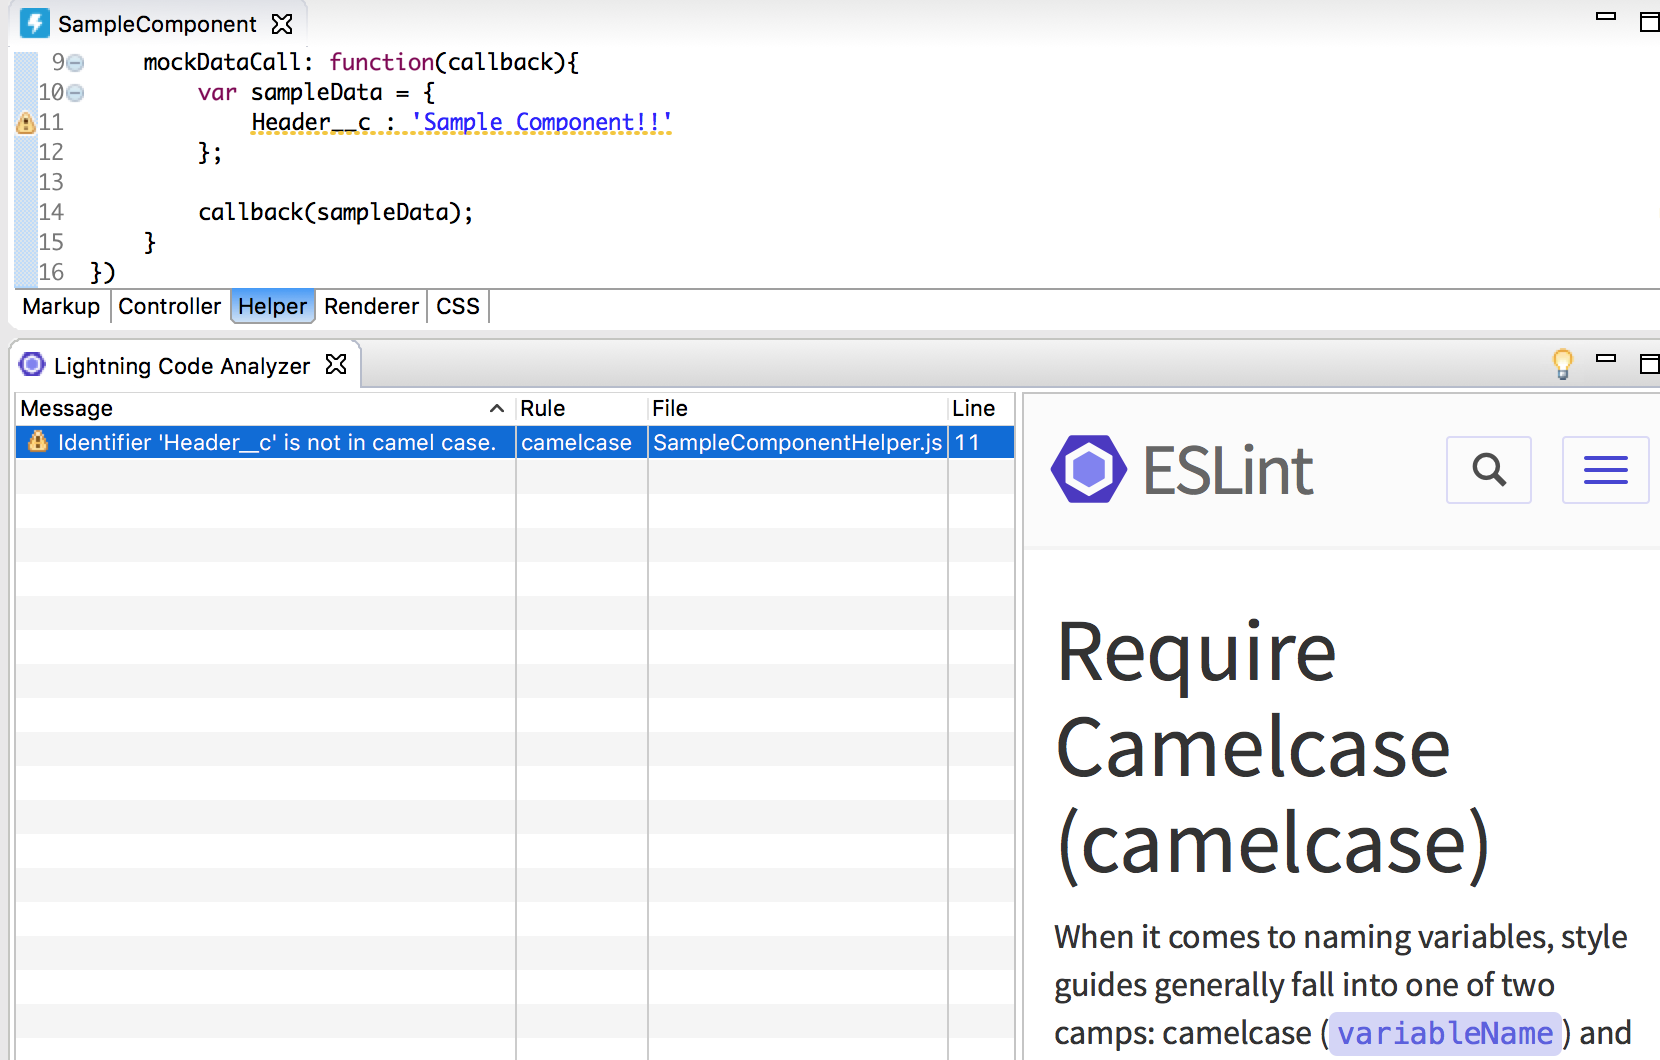 SampleComponent
9 mockDataCall: function(callback){
10 var sampleData = {
11 Header__c : 'Sample Component!!'
12 };
13
14 callback(sampleData);
15 }
16 })
Markup Controller Helper Renderer CSS
Lightning Code Analyzer
Message Rule File Line
Identifier 'Header__c' is not in camel case. camelcase SampleComponentHelper.js 11
ESLint
Require
Camelcase
(camelcase)
When it comes to naming variables, style
guides generally fall into one of two
camps: camelcase (variableName) and